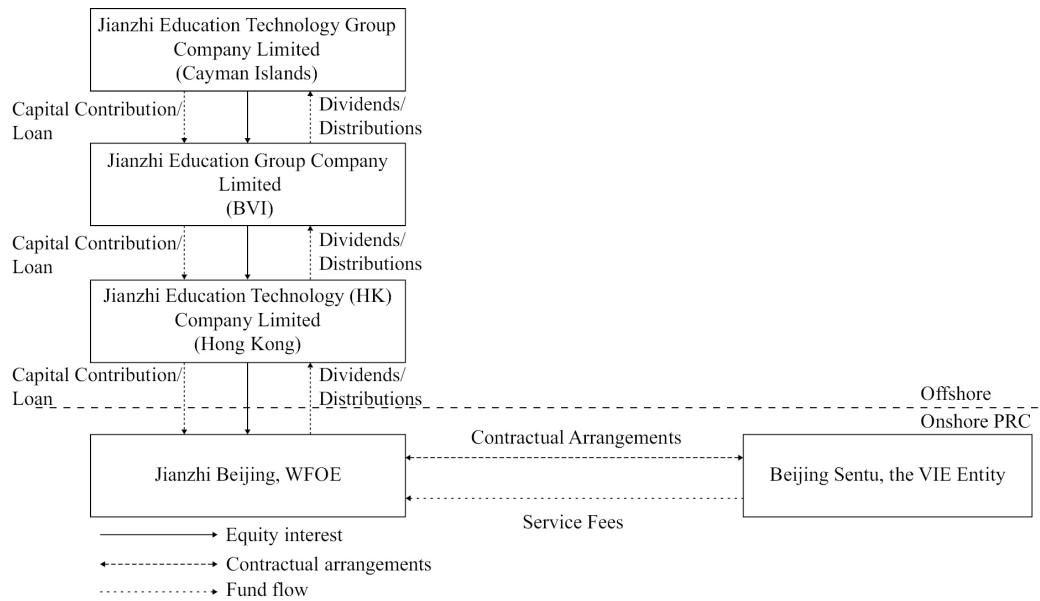 Jianzhi Education Technology Group
Company Limited
(Cayman Islands)
Capital Contribution/
Loan
Dividends/
Distributions
Jianzhi Education Group Company
Limited
(BVI)
Capital Contribution/
Loan
Dividends/
Distributions
Jianzhi Education Technology (HK)
Company Limited
(Hong Kong)
Capital Contribution/
Loan
Dividends/
Distributions
Offshore
Onshore PRC
Jianzhi Beijing, WFOE
Contractual Arrangements
Beijing Sentu, the VIE Entity
Service Fees
Equity interest
Contractual arrangements
Fund flow